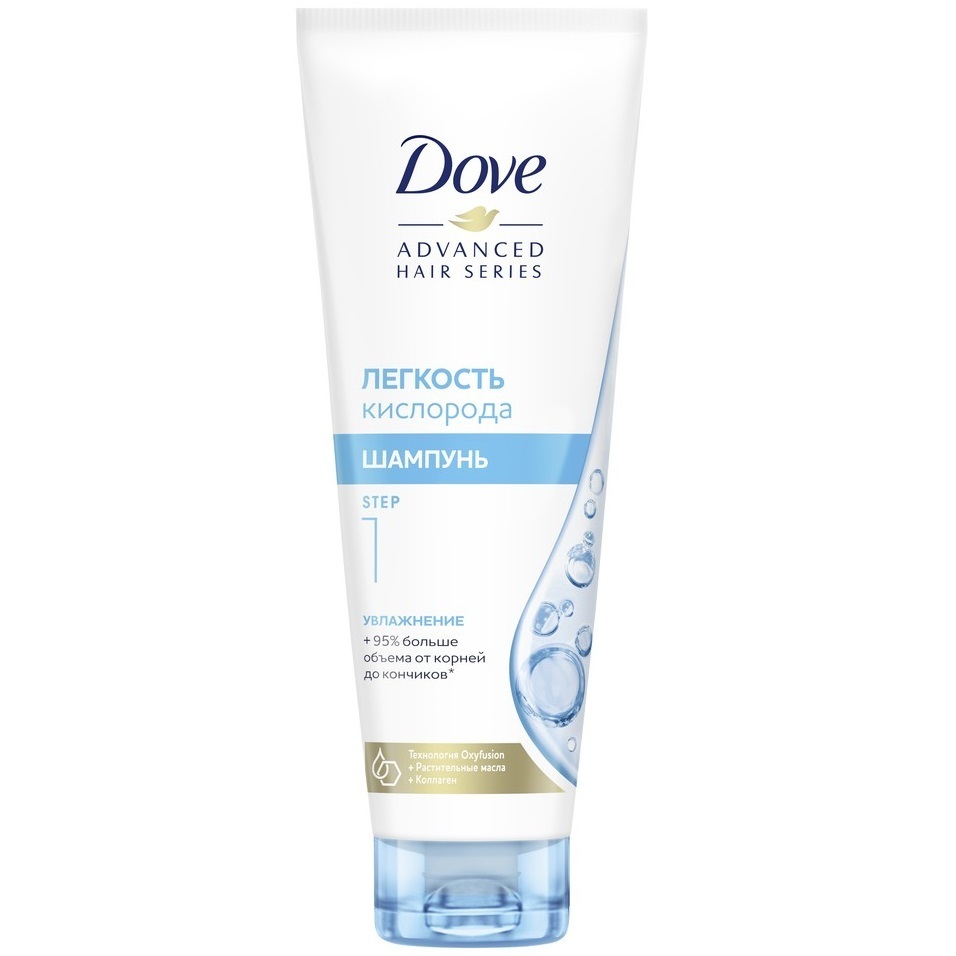 Dove
ADVANCED
HAIR SERIES
ЛЕГКОСТЬ
кислорода
ШАМПУНЬ
STEP
1
УВЛАЖНЕНИЕ
+ 95% больше
объема от корней
до кончиков*
Технология Oxyfusion
+ Растительные масла
+ Коллаген